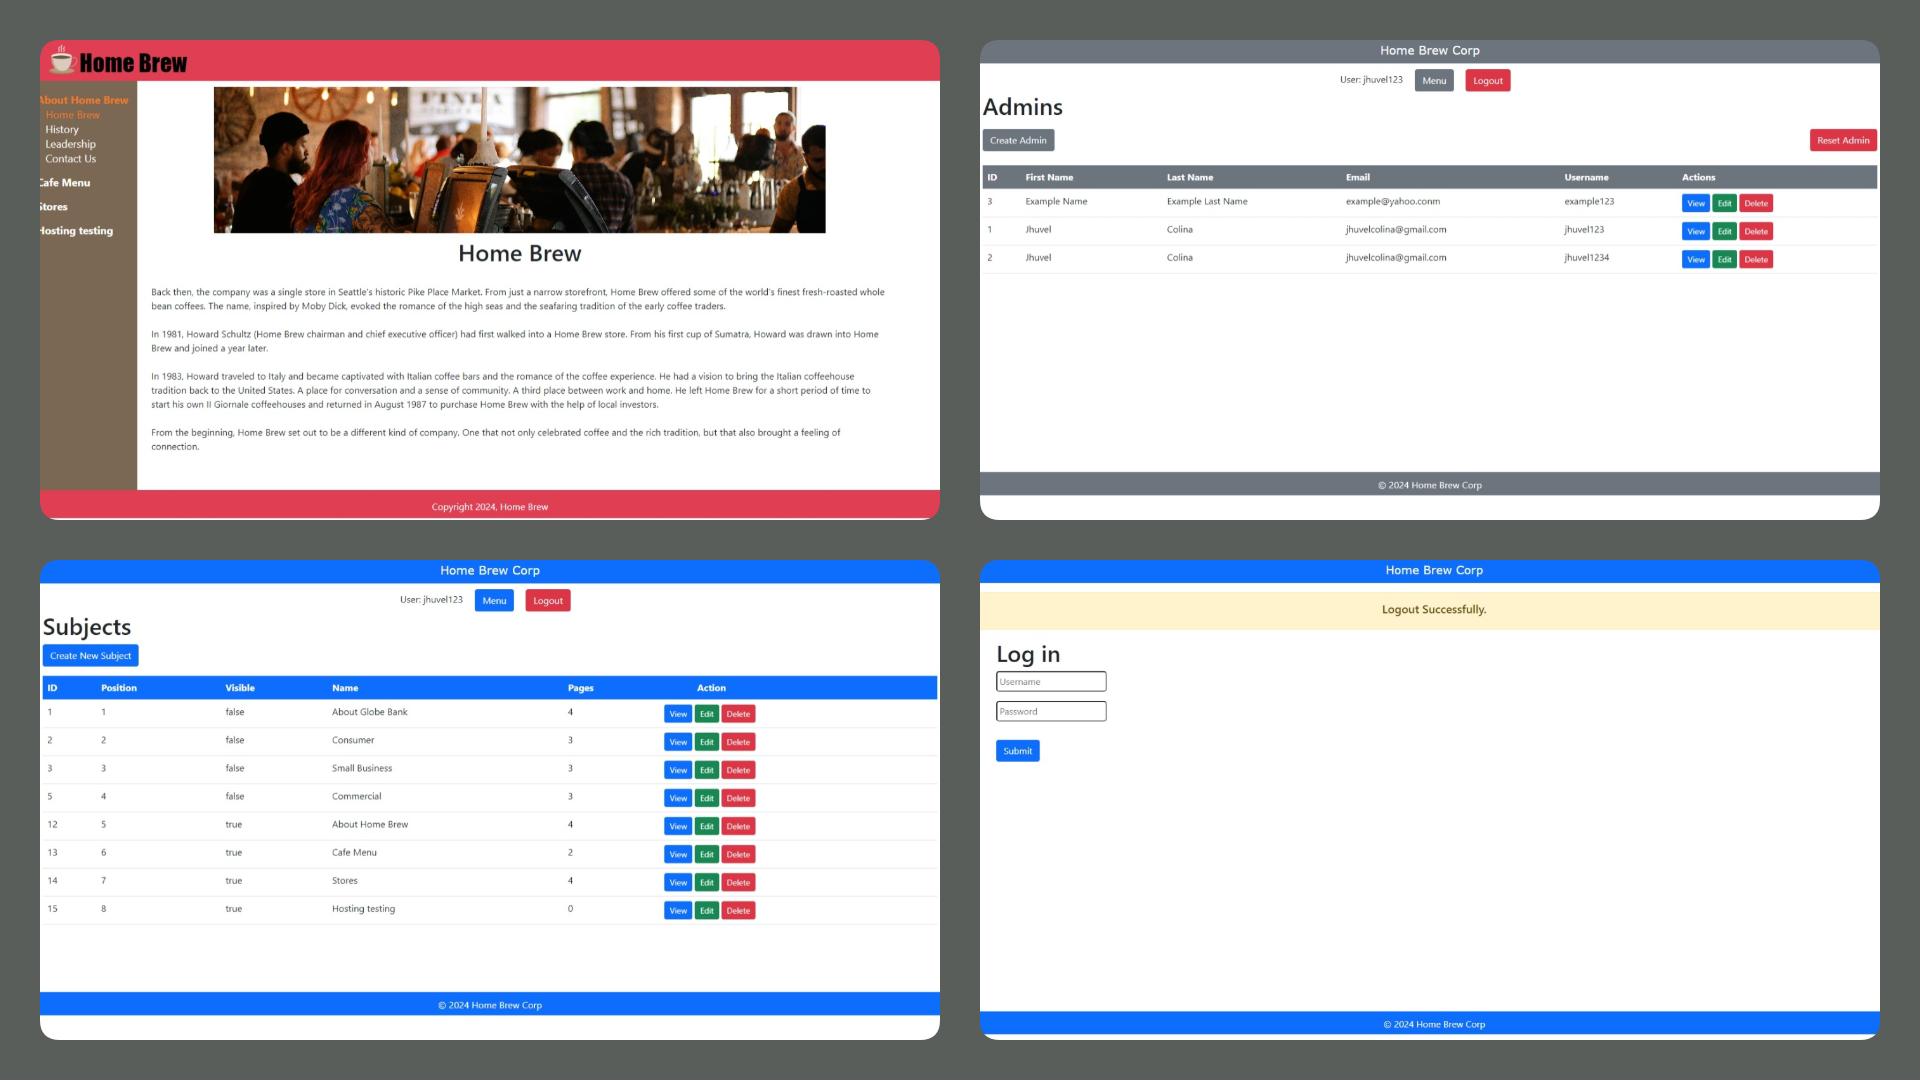 Home Brew
About Home Brew
Home Brew
History
Leadership
Contact Us
Cafe Menu
Stores
Hosting testing
Home Brew
Back then, the company was a single store in Seattle's historic Pike Place Market. From just a narrow storefront, Home Brew offered some of the world's finest fresh-roasted whole
bean coffees. The name, inspired by Moby Dick, evoked the romance of the high seas and the seafaring tradition of the early coffee traders.
In 1981, Howard Schultz (Home Brew chairman and chief executive officer) had first walked into a Home Brew store. From his first cup of Sumatra, Howard was drawn into Home
Brew and joined a year later.
In 1983, Howard traveled to Italy and became captivated with Italian coffee bars and the romance of the coffee experience. He had a vision to bring the Italian coffeehouse
tradition back to the United States. A place for conversation and a sense of community. A third place between work and home. He left Home Brew for a short period of time to
start his own Il Giornale coffeehouses and returned in August 1987 to purchase Home Brew with the help of local investors.
From the beginning, Home Brew set out to be a different kind of company. One that not only celebrated coffee and the rich tradition, but that also brought a feeling of
connection.
Copyright 2024, Home Brew
Home Brew Corp
User: jhuvel123 Menu Logout
Admins
Create Admin Reset Admin
ID First Name Last Name Email Username Actions
3 Example Name Example Last Name example@yahoo.conm example123 View Edit Delete
1 Jhuvel Colina jhuvelcolina@gmail.com jhuvel123 View Edit Delete
2 Jhuvel Colina jhuvelcolina@gmail.com jhuvel1234 View Edit Delete
© 2024 Home Brew Corp
Home Brew Corp
User: jhuvel123 Menu Logout
Subjects
Create New Subject
ID Position Visible Name Pages Action
1 1 false About Globe Bank 4 View Edit Delete
2 2 false Consumer 3 View Edit Delete
3 3 false Small Business 3 View Edit Delete
5 4 false Commercial 3 View Edit Delete
12 5 true About Home Brew 4 View Edit Delete
13 6 true Cafe Menu 2 View Edit Delete
14 7 true Stores 4 View Edit Delete
15 8 true Hosting testing 0 View Edit Delete
© 2024 Home Brew Corp
Home Brew Corp
Logout Successfully.
Log in
Username
Password
Submit
© 2024 Home Brew Corp